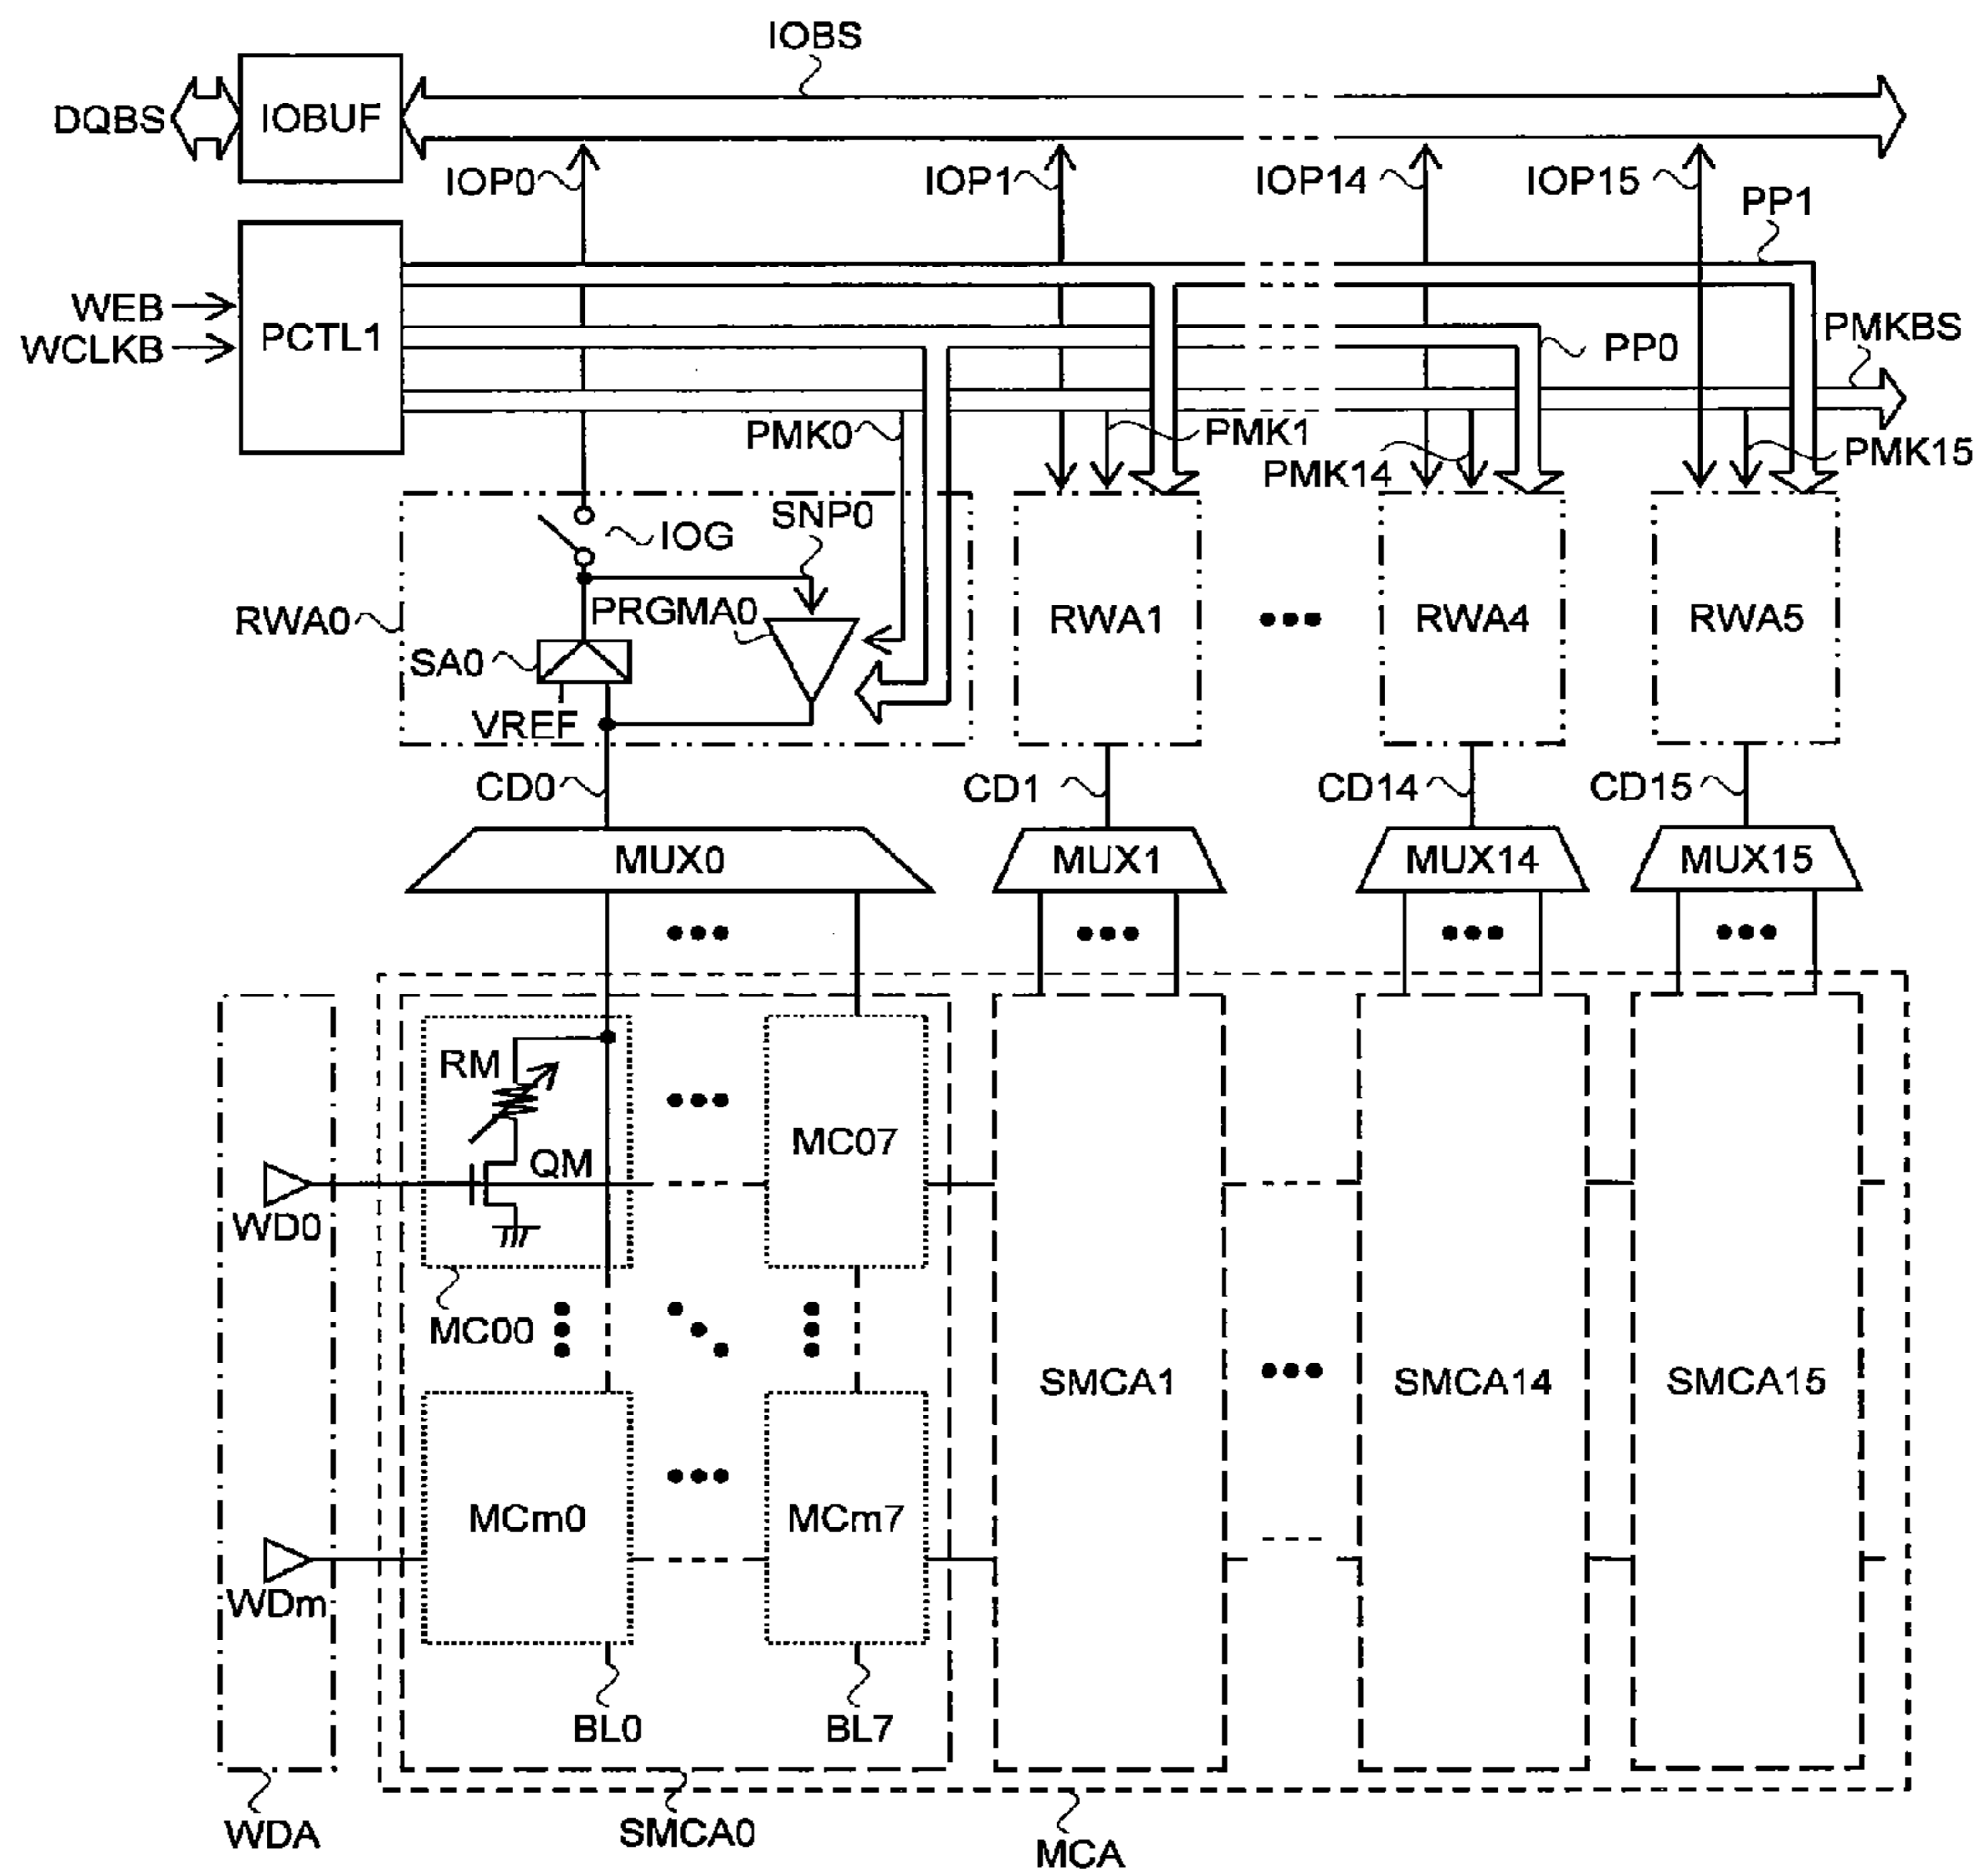 IOBS
DQBS
IOBUF
IOP0
IOP1
IOP14
IOP15
PP1
WEB
WCLKB
PCTL1
PP0
PMKBS
PMK0
PMK1
PMK14
PMK15
SNP0
IOG
RWA0
PRGMA0
SA0
VREF
RWA1
RWA4
RWA5
CD0
CD1
CD14
CD15
MUX0
MUX1
MUX14
MUX15
RM
QM
MC07
WD0
MC00
SMCA1
SMCA14
SMCA15
MCm0
MCm7
WDm
BL0
BL7
WDA
SMCA0
MCA